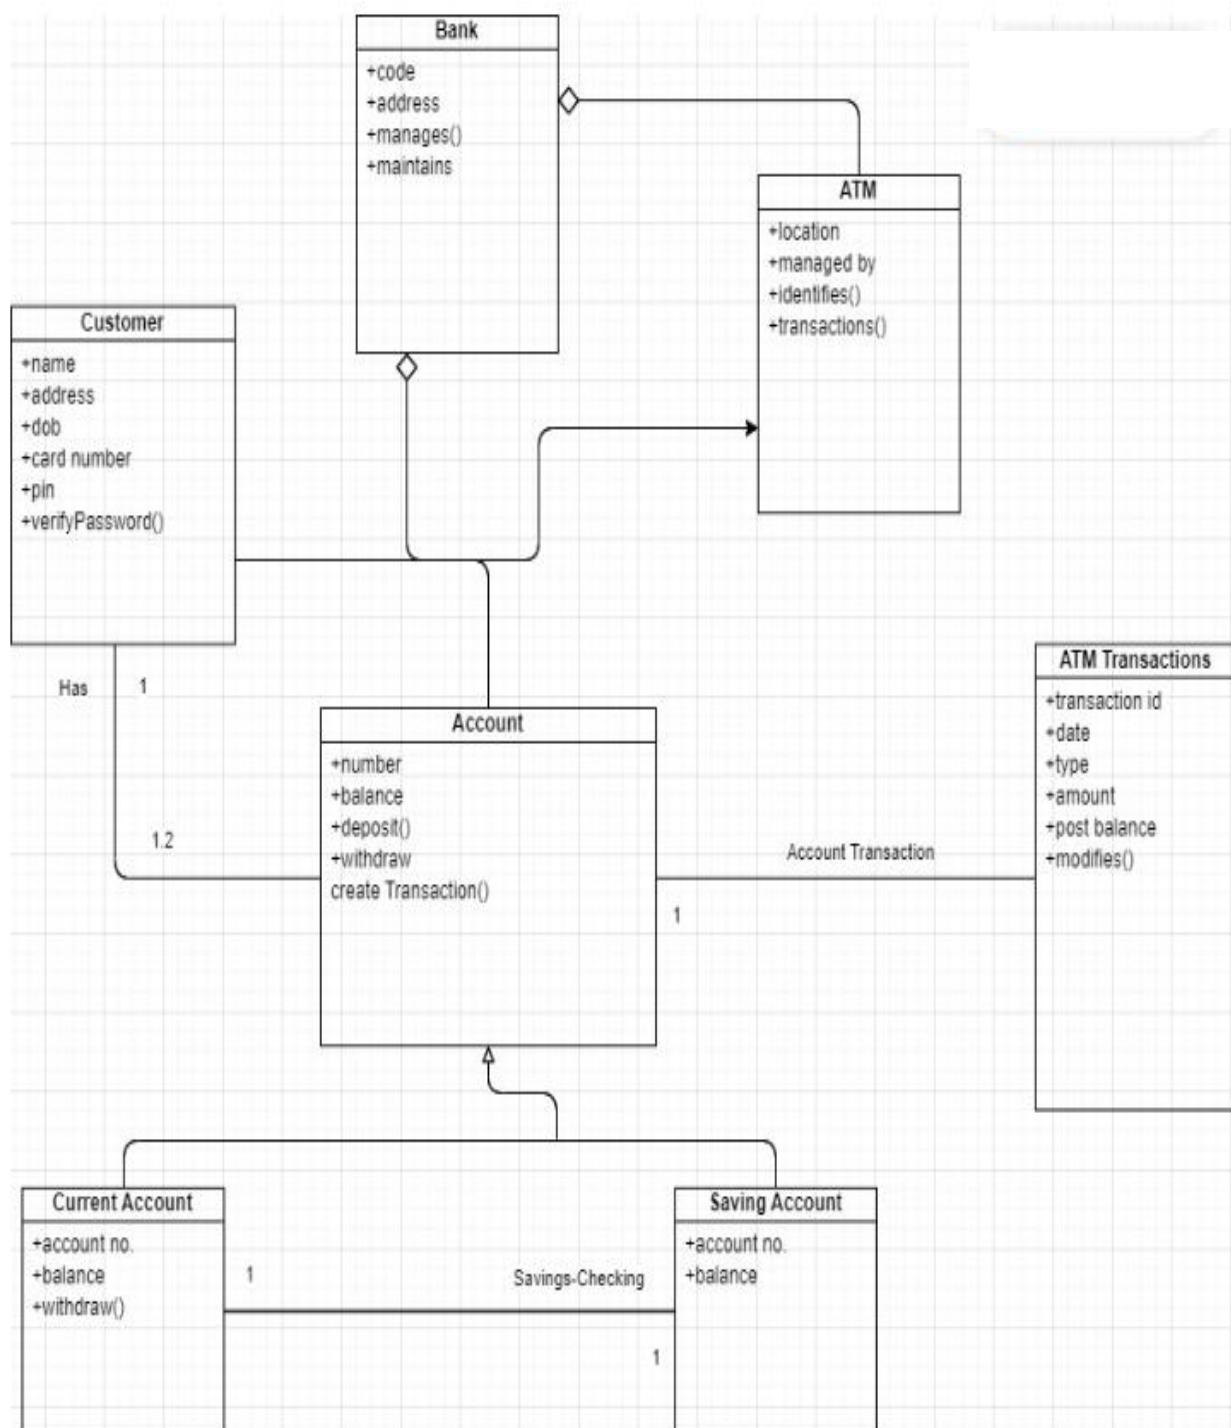 Bank
+code
+address
+manages()
+maintains
ATM
+location
+managed by
+identifies()
+transactions()
Customer
+name
+address
+dob
+card number
+pin
+verifyPassword()
Has
1
1.2
Account
+number
+balance
+deposit()
+withdraw
create Transaction()
Account Transaction
1
ATM Transactions
+transaction id
+date
+type
+amount
+post balance
+modifies()
Current Account
+account no.
+balance
+withdraw()
1
Savings-Checking
1
Saving Account
+account no.
+balance